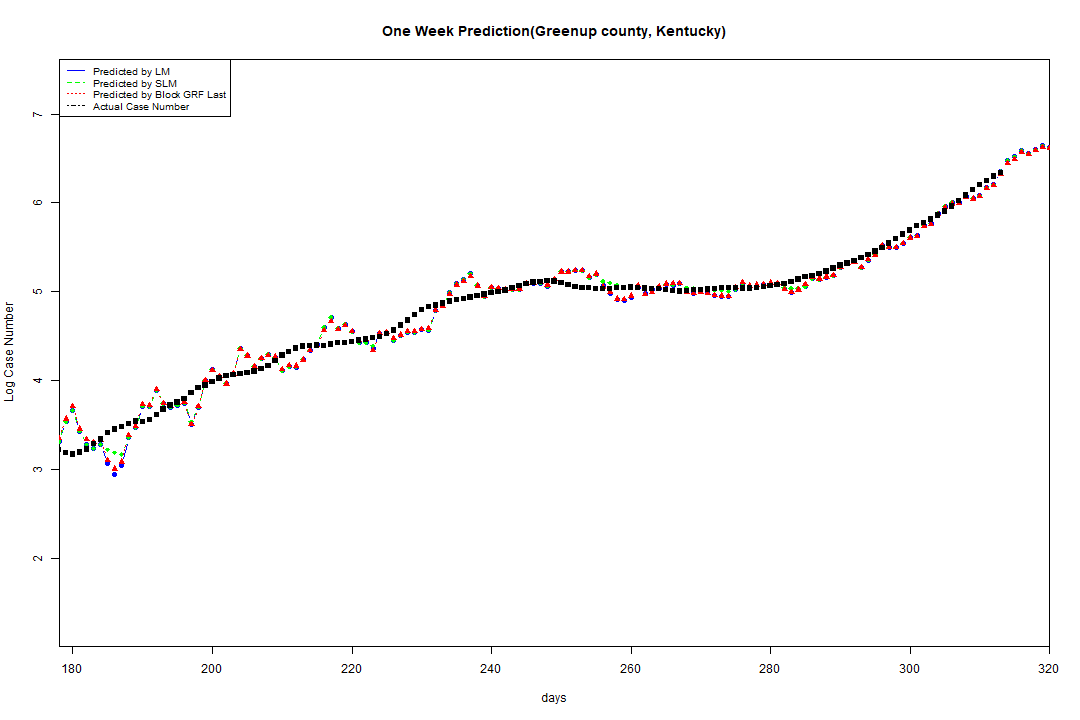 One Week Prediction(Greenup county, Kentucky)
Predicted by LM
Predicted by SLM
Predicted by Block GRF Last
Actual Case Number
7
6
5
4
3
2
Log Case Number
180 200 220 240 260 280 300 320
days